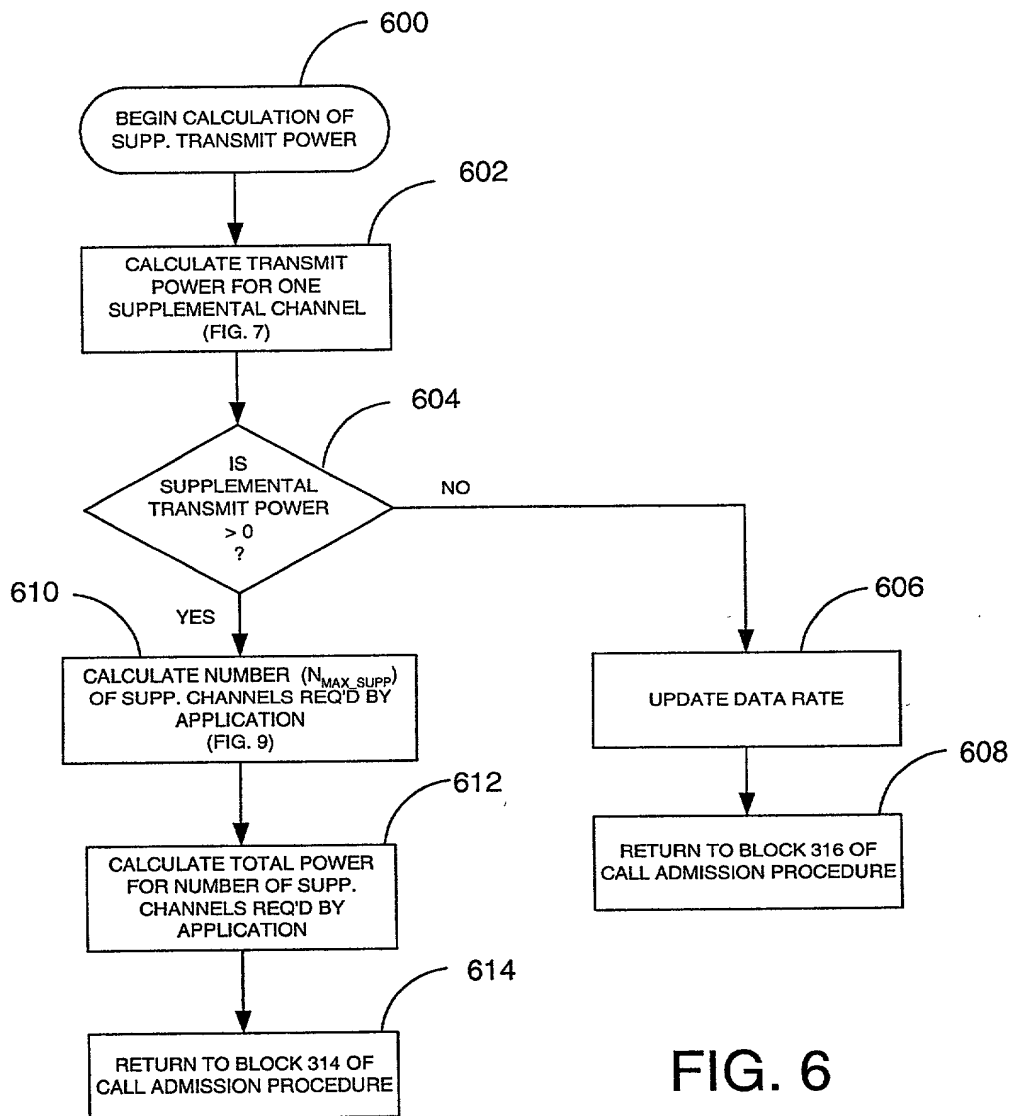 600
BEGIN CALCULATION OF
SUPP. TRANSMIT POWER
602
CALCULATE TRANSMIT
POWER FOR ONE
SUPPLEMENTAL CHANNEL
(FIG. 7)
604
IS
SUPPLEMENTAL
TRANSMIT POWER
> 0
?
NO
YES
606
UPDATE DATA RATE
608
RETURN TO BLOCK 316 OF
CALL ADMISSION PROCEDURE
610
CALCULATE NUMBER (N_MAX_SUPP)
OF SUPP. CHANNELS REQ'D BY
APPLICATION
(FIG. 9)
612
CALCULATE TOTAL POWER
FOR NUMBER OF SUPP.
CHANNELS REQ'D BY
APPLICATION
614
RETURN TO BLOCK 314 OF
CALL ADMISSION PROCEDURE
FIG. 6